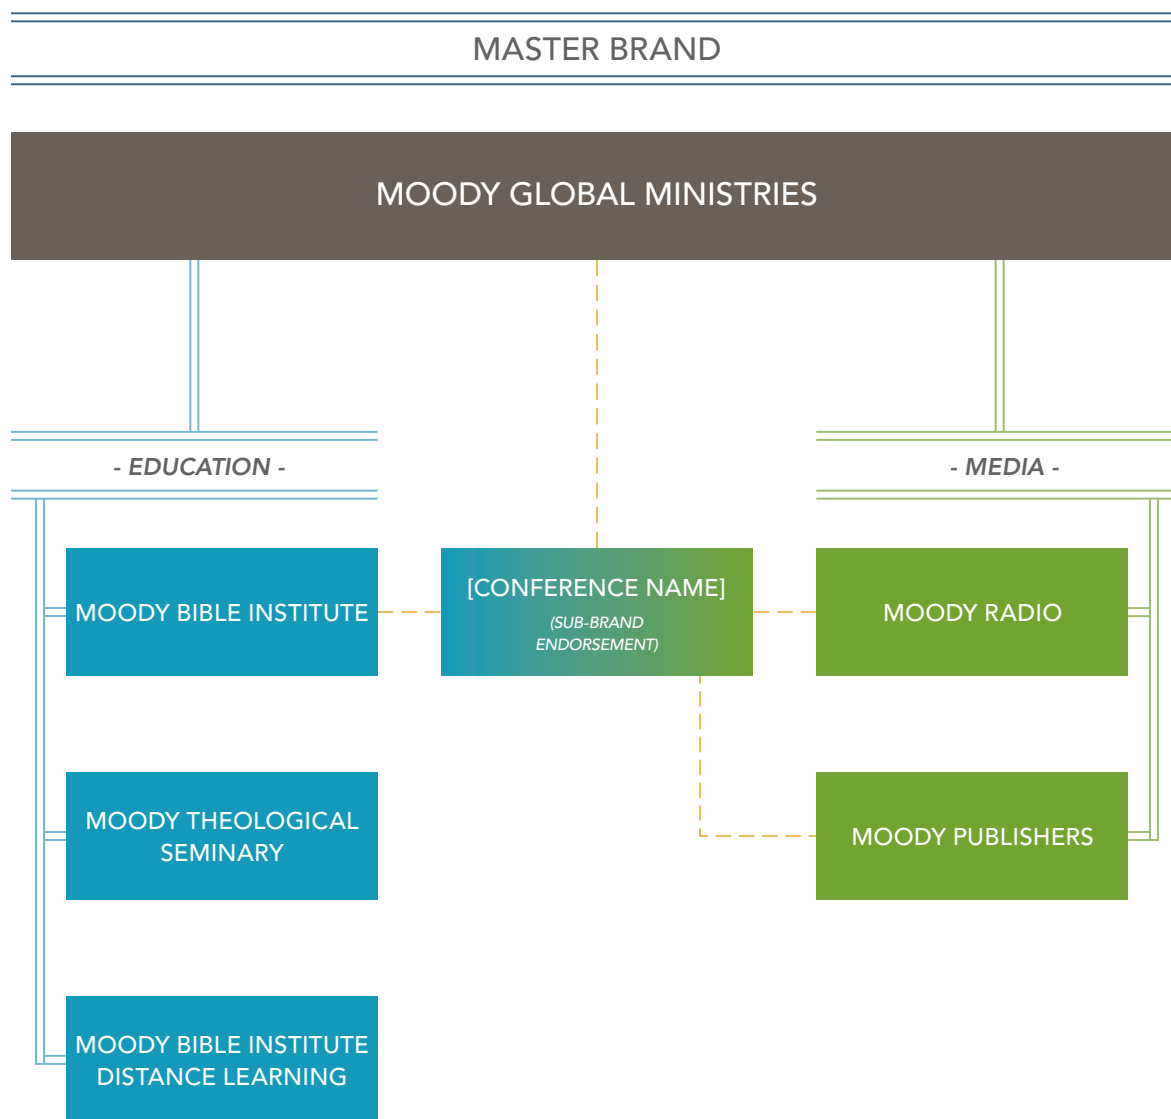 MASTER BRAND
MOODY GLOBAL MINISTRIES
- EDUCATION -
- MEDIA -
MOODY BIBLE INSTITUTE
[CONFERENCE NAME]
(SUB-BRAND
ENDORSEMENT)
MOODY RADIO
MOODY THEOLOGICAL
SEMINARY
MOODY PUBLISHERS
MOODY BIBLE INSTITUTE
DISTANCE LEARNING